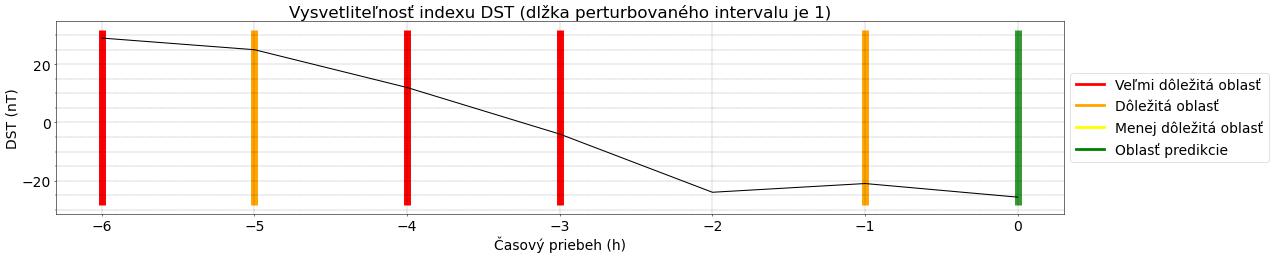 Vysvetliteľnosť indexu DST (dĺžka perturbovaného intervalu je 1)
DST (nT)
20
0
−20
−6 −5 −4 −3 −2 −1 0
Časový priebeh (h)
Veľmi dôležitá oblasť
Dôležitá oblasť
Menej dôležitá oblasť
Oblasť predikcie